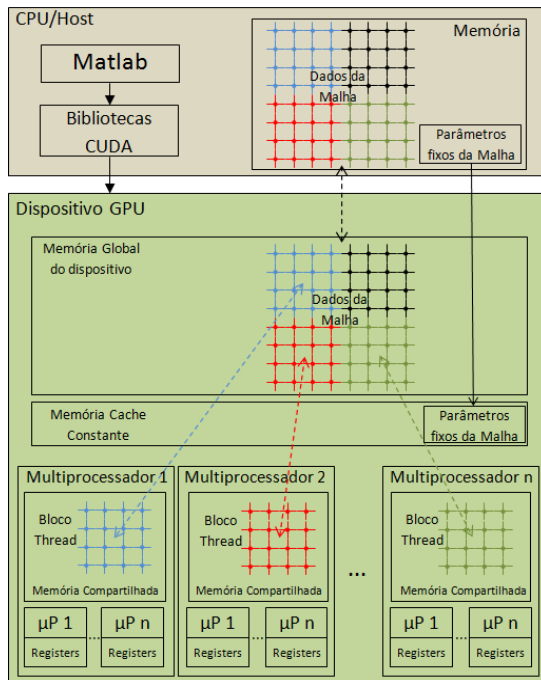 CPU/Host
Matlab
Bibliotecas
CUDA
Memória
Dados da
Malha
Parâmetros
fixos da Malha
Dispotivo GPU
Memória Global
do dispositivo
Dados da
Malha
Memória Cache
Constante
Parâmetros
fixos da Malha
Multiprocessador 1
Bloco
Thread
Memória Compartilhada
µP 1
...
µP n
Registers
Registers
Multiprocessador 2
Bloco
Thread
Memória Compartilhada
µP 1
...
µP n
Registers
Registers
...
Multiprocessador n
Bloco
Thread
Memória Compartilhada
µP 1
...
µP n
Registers
Registers